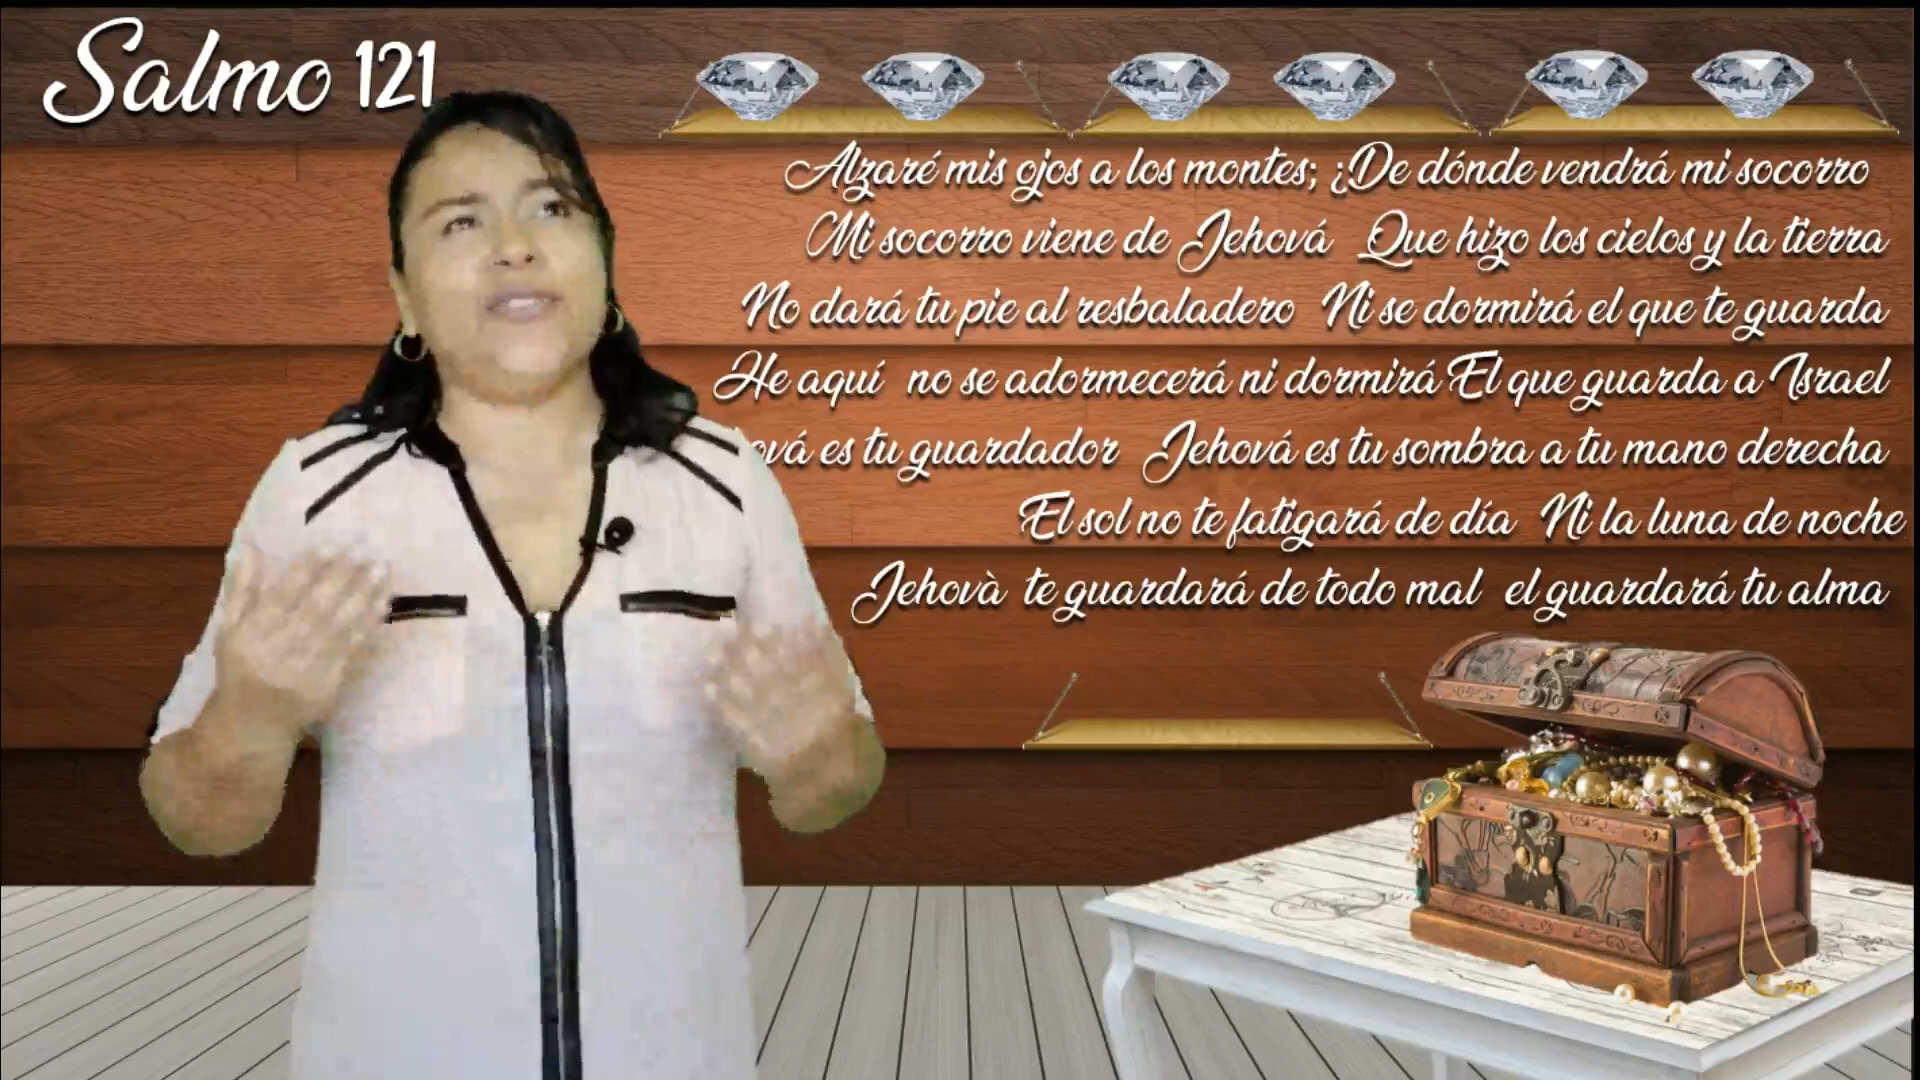 Salmo 121
Alzaré mis ojos a los montes; ¿De dónde vendrá mi socorro
Mi socorro viene de Jehová Que hizo los cielos y la tierra
No dará tu pie al resbaladero Ni se dormirá el que te guarda
He aquí no se adormecerá ni dormirá El que guarda a Israel
es tu guardador Jehová es tu sombra a tu mano derecha
El sol no te fatigará de día Ni la luna de noche
Jehovà te guardará de todo mal el guardará tu alma